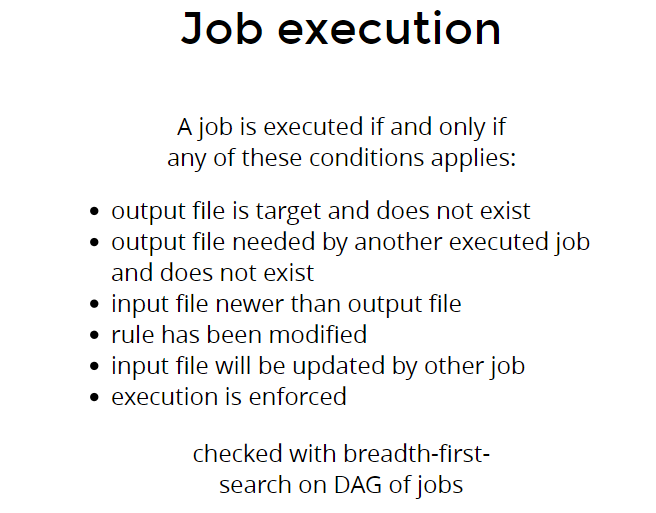 Job execution
A job is executed if and only if
any of these conditions applies:
• output file is target and does not exist
• output file needed by another executed job
and does not exist
• input file newer than output file
• rule has been modified
• input file will be updated by other job
• execution is enforced
checked with breadth-first-
search on DAG of jobs